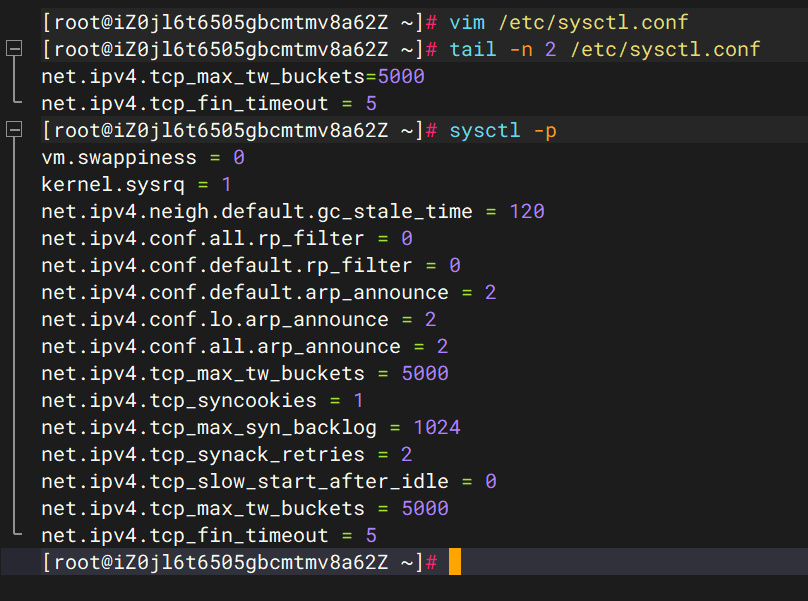 [root@iZ0jl6t6505gbcmtmv8a62Z ~]# vim /etc/sysctl.conf
[root@iZ0jl6t6505gbcmtmv8a62Z ~]# tail -n 2 /etc/sysctl.conf
net.ipv4.tcp_max_tw_buckets=5000
net.ipv4.tcp_fin_timeout = 5
[root@iZ0jl6t6505gbcmtmv8a62Z ~]# sysctl -p
vm.swappiness = 0
kernel.sysrq = 1
net.ipv4.neigh.default.gc_stale_time = 120
net.ipv4.conf.all.rp_filter = 0
net.ipv4.conf.default.rp_filter = 0
net.ipv4.conf.default.arp_announce = 2
net.ipv4.conf.lo.arp_announce = 2
net.ipv4.conf.all.arp_announce = 2
net.ipv4.tcp_max_tw_buckets = 5000
net.ipv4.tcp_syncookies = 1
net.ipv4.tcp_max_syn_backlog = 1024
net.ipv4.tcp_synack_retries = 2
net.ipv4.tcp_slow_start_after_idle = 0
net.ipv4.tcp_max_tw_buckets = 5000
net.ipv4.tcp_fin_timeout = 5
[root@iZ0jl6t6505gbcmtmv8a62Z ~]#